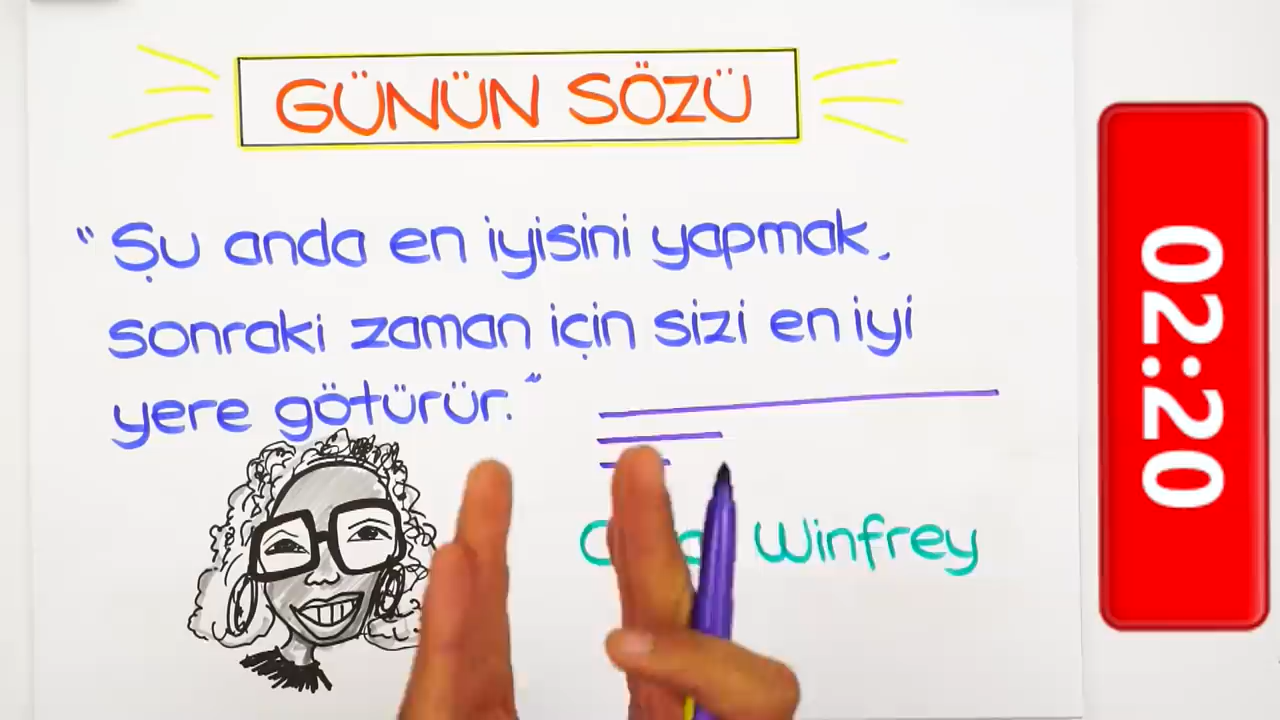 GÜNÜN SÖZÜ
“Şu anda en iyisini yapmak,
sonraki zaman için sizi en iyi
yere götürür.”
Winfrey
02:20